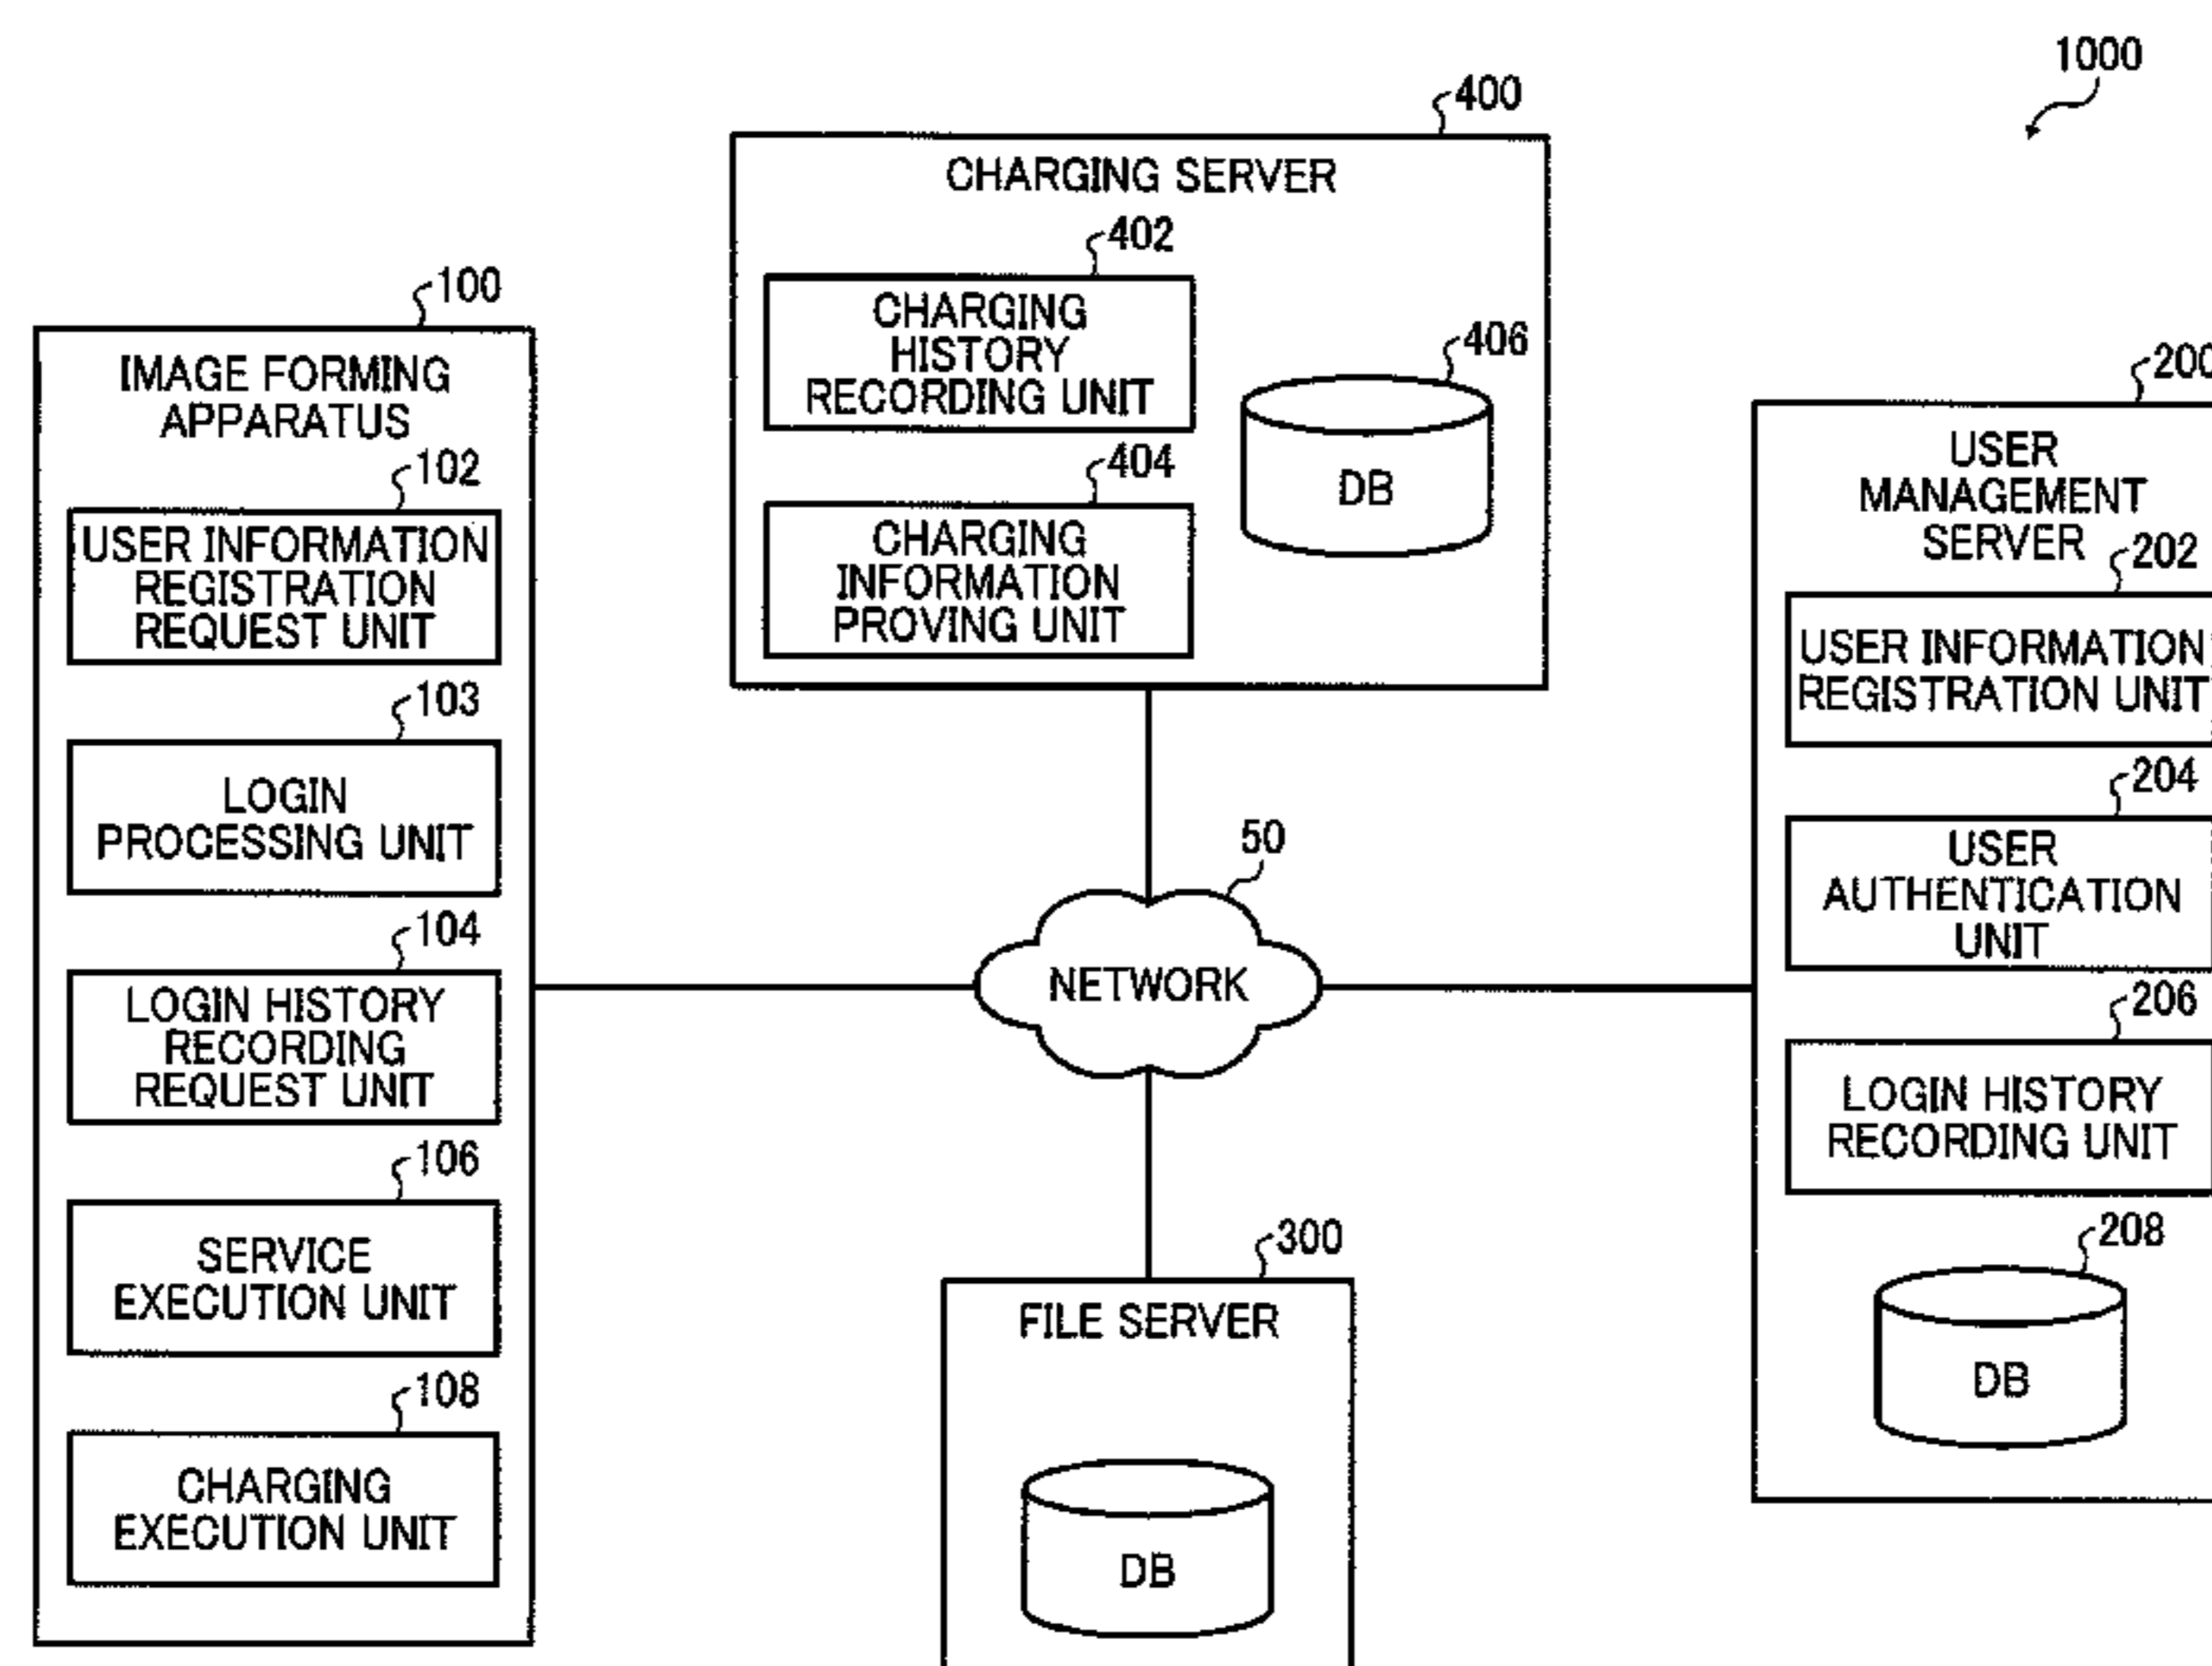 1000
400
CHARGING SERVER
402
CHARGING
HISTORY
RECORDING UNIT
406
DB
404
CHARGING
INFORMATION
PROVING UNIT
100
IMAGE FORMING
APPARATUS
102
USER INFORMATION
REGISTRATION
REQUEST UNIT
103
LOGIN
PROCESSING UNIT
104
LOGIN HISTORY
RECORDING
REQUEST UNIT
106
SERVICE
EXECUTION UNIT
108
CHARGING
EXECUTION UNIT
50
NETWORK
200
USER
MANAGEMENT
SERVER
202
USER INFORMATION
REGISTRATION UNIT
204
USER
AUTHENTICATION
UNIT
206
LOGIN HISTORY
RECORDING UNIT
208
DB
300
FILE SERVER
DB